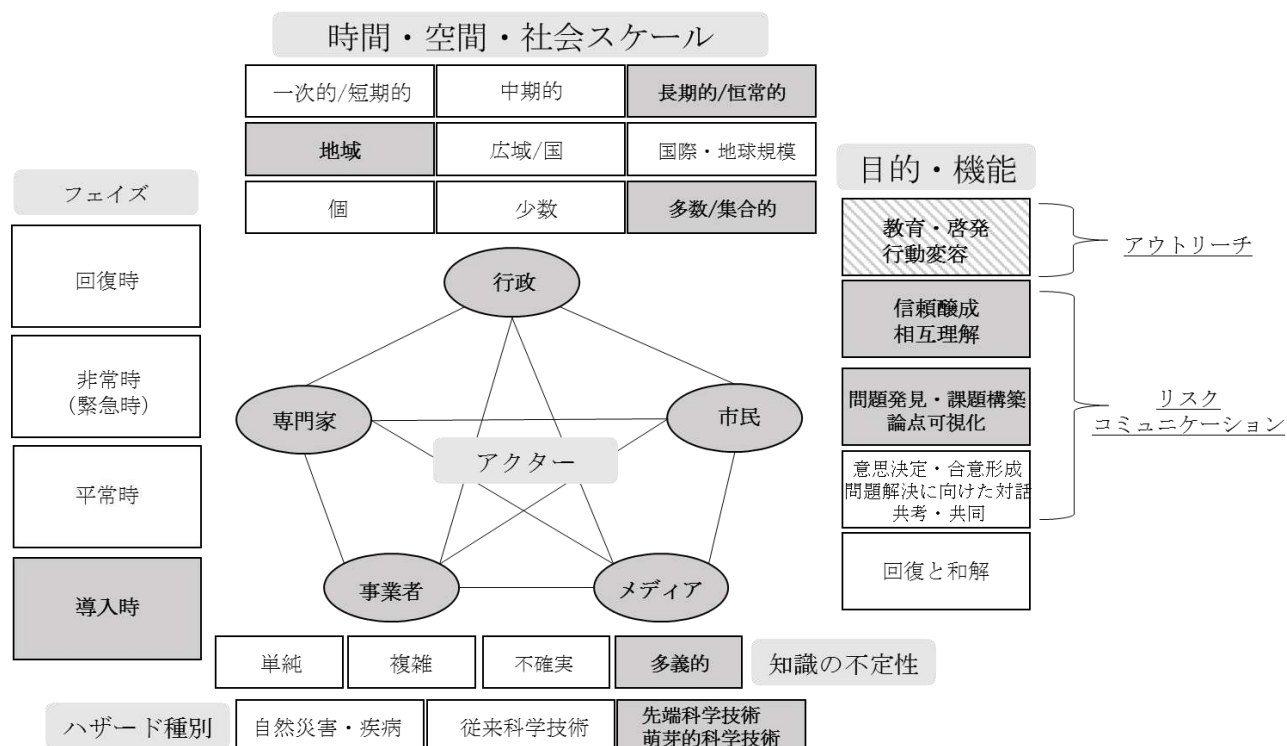 時間・空間・社会スケール
一次的/短期的
中期的
長期的/恒常的
地域
広域/国
国際・地球規模
個
少数
多数/集合的
フェイズ
回復時
非常時
(緊急時)
平常時
導入時
行政
専門家
市民
アクター
事業者
メディア
目的・機能
教育・啓発
行動変容
アウトリーチ
信頼醸成
相互理解
問題発見・課題構築
論点可視化
意思決定・合意形成
問題解決に向けた対話
共考・共同
リスク
コミュニケーション
回復と和解
単純
複雑
不確実
多義的
知識の不定性
ハザード種別
自然災害・疾病
従来科学技術
先端科学技術
萌芽的科学技術